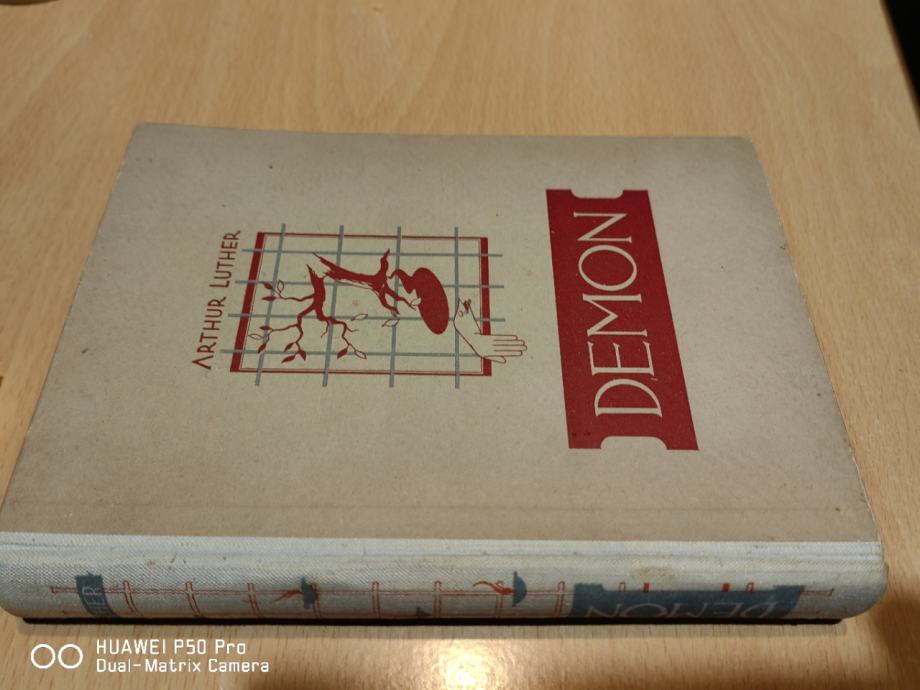 ARTHUR LUTHER
DEMON
DEMON
HUAWEI P50 Pro
Dual-Matrix Camera